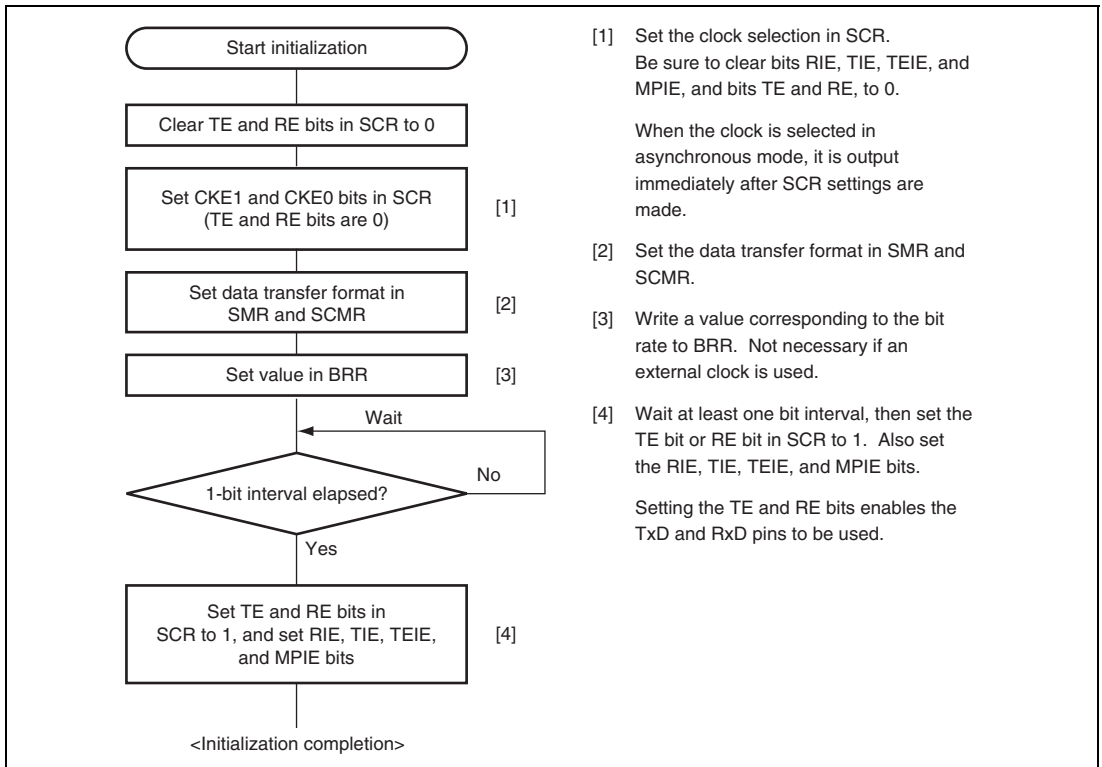 Start initialization
Clear TE and RE bits in SCR to 0
Set CKE1 and CKE0 bits in SCR
(TE and RE bits are 0)
[1]
Set data transfer format in
SMR and SCMR
[2]
Set value in BRR
[3]
Wait
No
1-bit interval elapsed?
Yes
Set TE and RE bits in
SCR to 1, and set RIE, TIE, TEIE,
and MPIE bits
[4]
<Initialization completion>
[1] Set the clock selection in SCR.
Be sure to clear bits RIE, TIE, TEIE, and
MPIE, and bits TE and RE, to 0.
When the clock is selected in
asynchronous mode, it is output
immediately after SCR settings are
made.
[2] Set the data transfer format in SMR and
SCMR.
[3] Write a value corresponding to the bit
rate to BRR. Not necessary if an
external clock is used.
[4] Wait at least one bit interval, then set the
TE bit or RE bit in SCR to 1. Also set
the RIE, TIE, TEIE, and MPIE bits.
Setting the TE and RE bits enables the
TxD and RxD pins to be used.